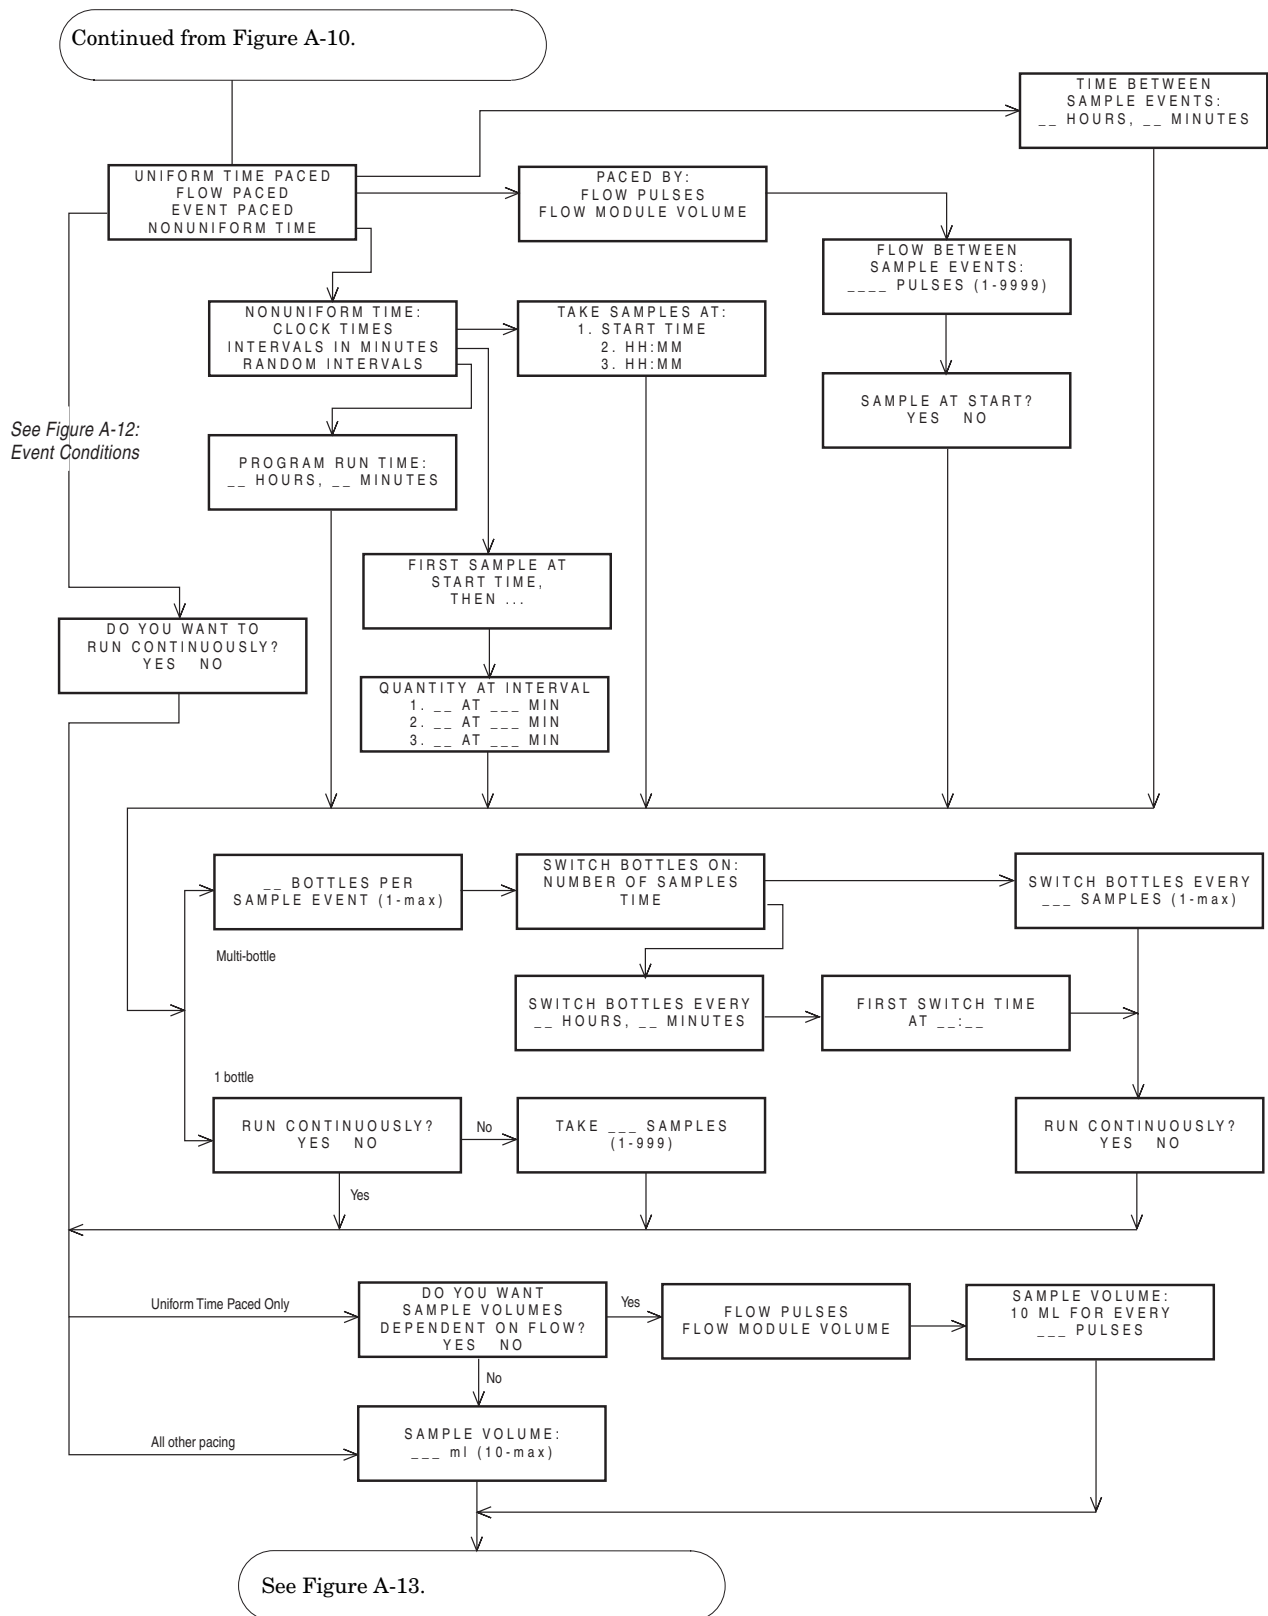 Continued from Figure A-10.
TIME BETWEEN
SAMPLE EVENTS:
__ HOURS, __ MINUTES
UNIFORM TIME PACED
FLOW PACED
EVENT PACED
NONUNIFORM TIME
PACED BY:
FLOW PULSES
FLOW MODULE VOLUME
FLOW BETWEEN
SAMPLE EVENTS:
____ PULSES (1-9999)
NONUNIFORM TIME:
CLOCK TIMES
INTERVALS IN MINUTES
RANDOM INTERVALS
TAKE SAMPLES AT:
1. START TIME
2. HH:MM
3. HH:MM
SAMPLE AT START?
YES NO
See Figure A-12:
Event Conditions
PROGRAM RUN TIME:
__ HOURS, __ MINUTES
FIRST SAMPLE AT
START TIME,
THEN ...
DO YOU WANT TO
RUN CONTINUOUSLY?
YES NO
QUANTITY AT INTERVAL
1. __ AT ___ MIN
2. __ AT ___ MIN
3. __ AT ___ MIN
__ BOTTLES PER
SAMPLE EVENT (1-max)
SWITCH BOTTLES ON:
NUMBER OF SAMPLES
TIME
SWITCH BOTTLES EVERY
___ SAMPLES (1-max)
Multi-bottle
SWITCH BOTTLES EVERY
__ HOURS, __ MINUTES
FIRST SWITCH TIME
AT __:__
1 bottle
RUN CONTINUOUSLY?
YES NO
No
TAKE ___ SAMPLES
(1-999)
RUN CONTINUOUSLY?
YES NO
Yes
Uniform Time Paced Only
DO YOU WANT
SAMPLE VOLUMES
DEPENDENT ON FLOW?
YES NO
Yes
FLOW PULSES
FLOW MODULE VOLUME
SAMPLE VOLUME:
10 ML FOR EVERY
___ PULSES
No
All other pacing
SAMPLE VOLUME:
___ ml (10-max)
See Figure A-13.